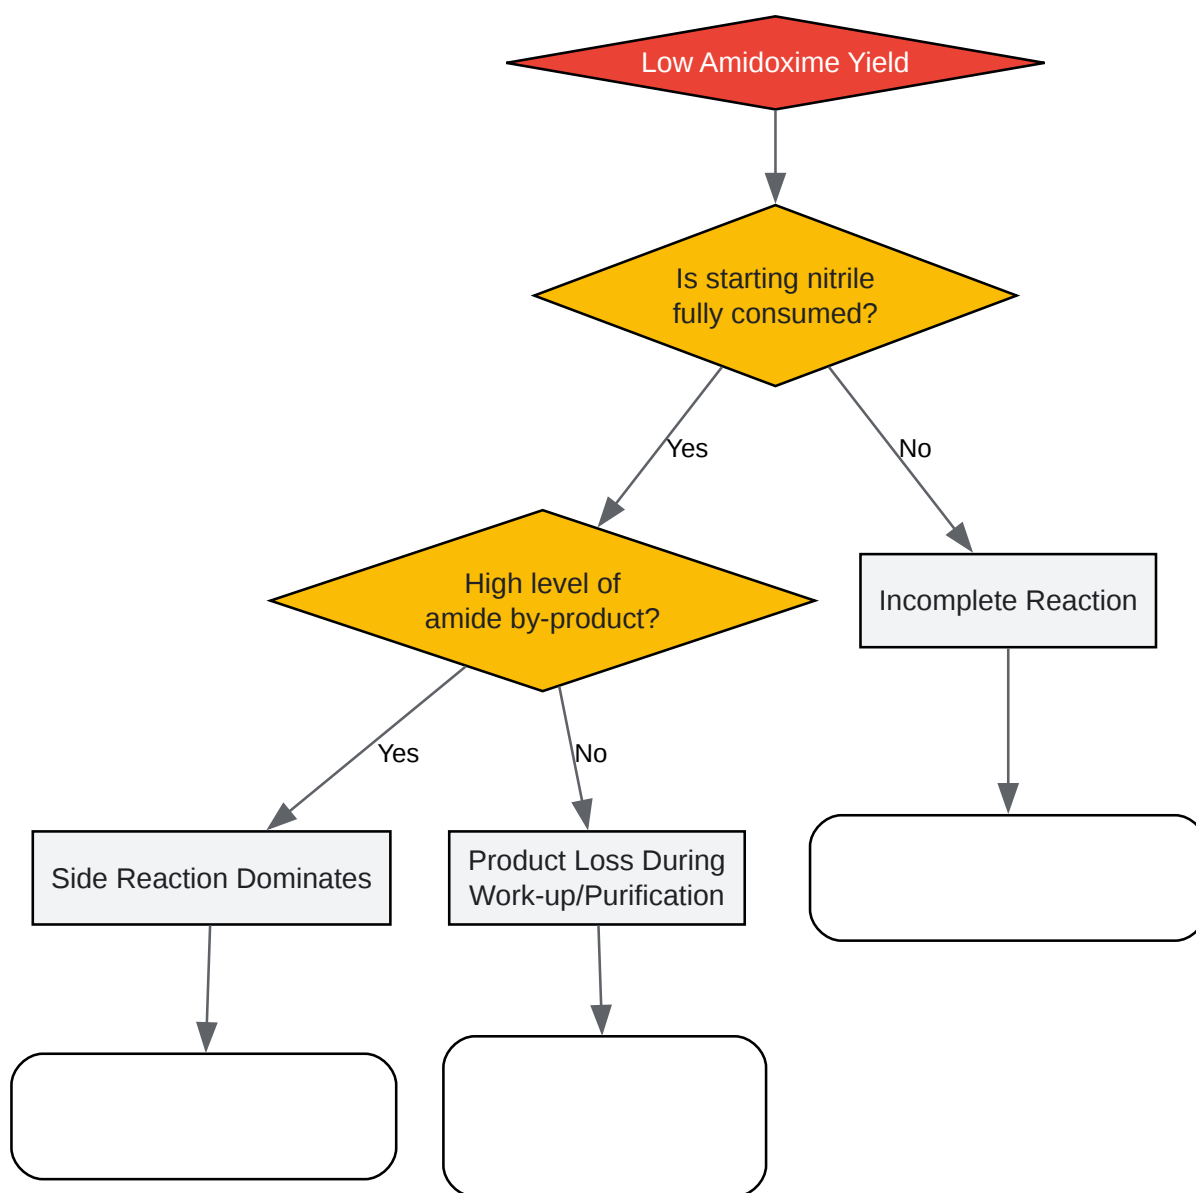 Low Amidoxime Yield
Is starting nitrile
fully consumed?
Yes
No
High level of
amide by-product?
Incomplete Reaction
Yes
No
Side Reaction Dominates
Product Loss During
Work-up/Purification